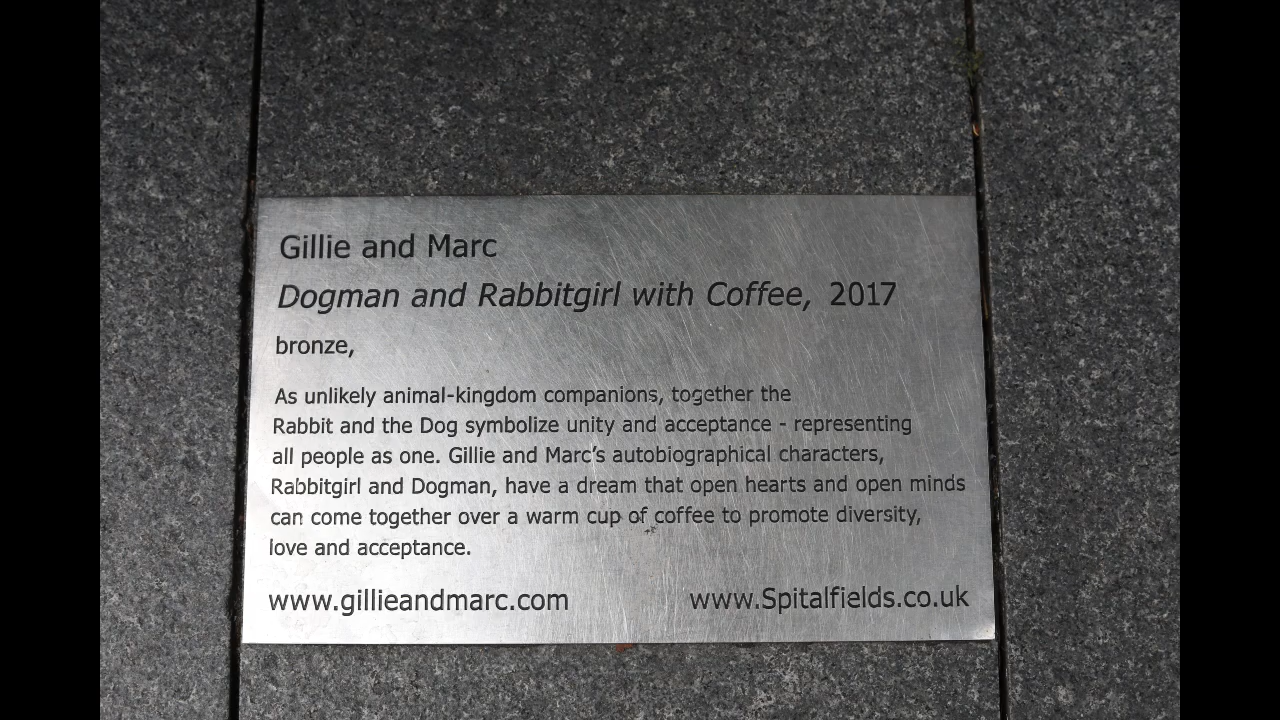 Gillie and Marc
Dogman and Rabbitgirl with Coffee, 2017
bronze,
As unlikely animal-kingdom companions, together the
Rabbit and the Dog symbolize unity and acceptance - representing
all people as one. Gillie and Marc's autobiographical characters,
Rabbitgirl and Dogman, have a dream that open hearts and open minds
can come together over a warm cup of coffee to promote diversity,
love and acceptance.
www.gillieandmarc.com www.Spitalfields.co.uk